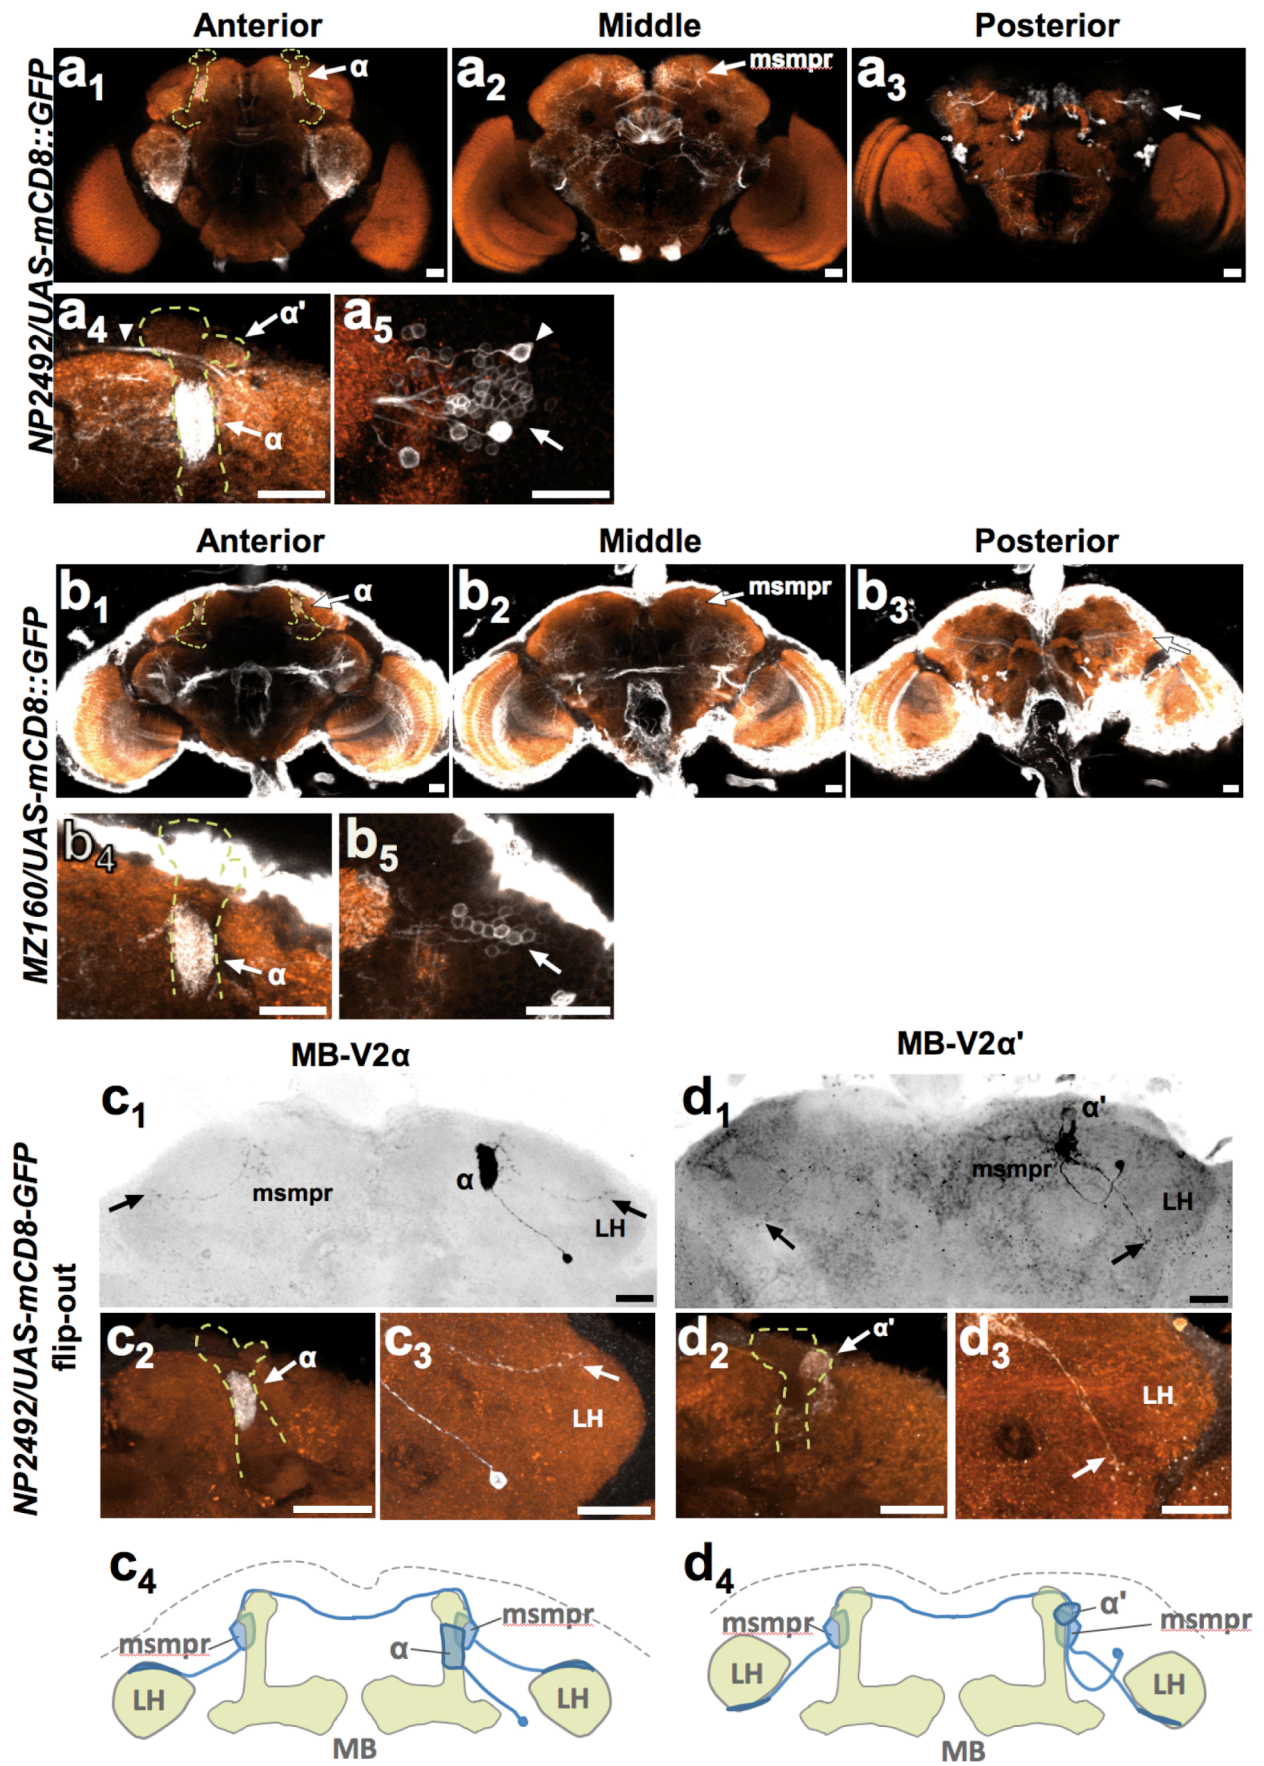 Anterior Middle Posterior
NP2492/UAS-mCD8::GFP
a1 α a2 msmpr a3
a4 α' α a5
Anterior Middle Posterior
MZ160/UAS-mCD8::GFP
b1 α b2 msmpr b3
b4 α b5
MB-V2α MB-V2α'
NP2492/UAS-mCD8-GFP
flip-out
c1 msmpr α LH d1 α' msmpr LH
c2 α c3 LH d2 α' d3 LH
c4 d4
msmpr msmpr α LH LH MB
msmpr α' msmpr LH LH MB